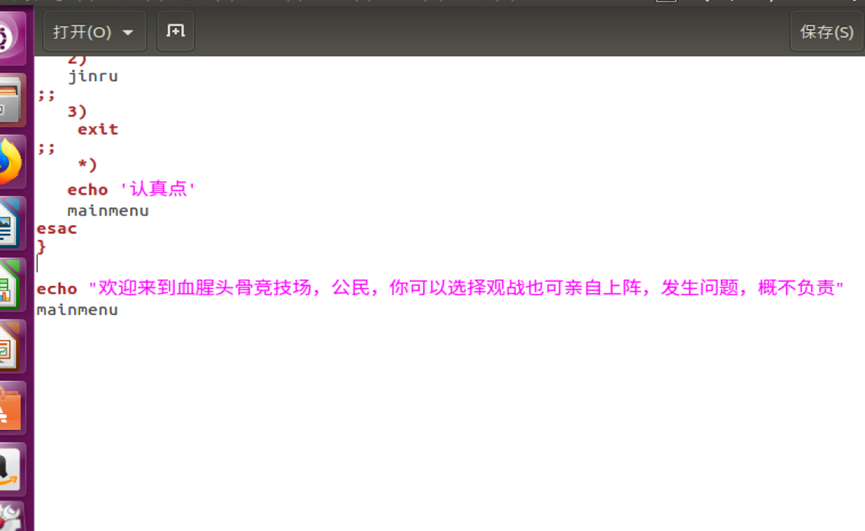 打开(O)
保存(S)
2)
jinru
;;
3)
exit
;;
*)
echo '认真点'
mainmenu
esac
}
echo "欢迎来到血腥头骨竞技场，公民，你可以选择观战也可亲自上阵，发生问题，概不负责"
mainmenu